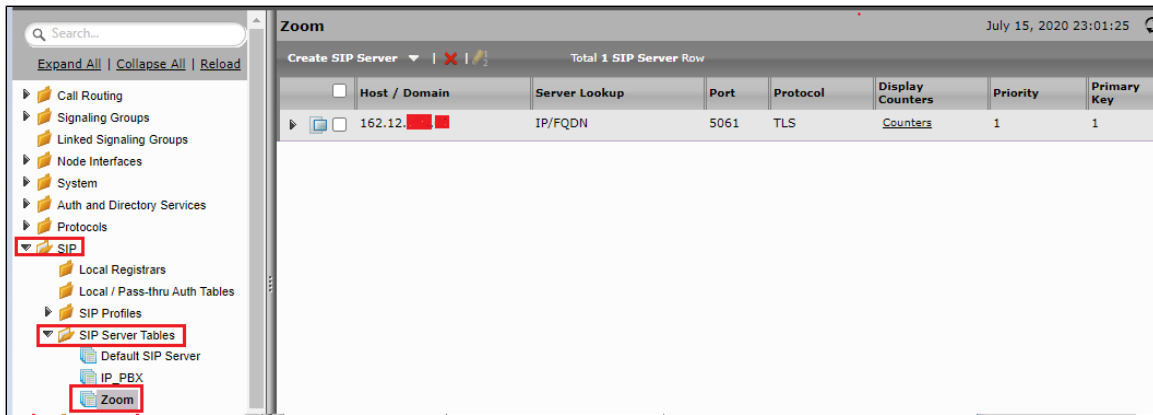 Search...
Expand All | Collapse All | Reload
Call Routing
Signaling Groups
Linked Signaling Groups
Node Interfaces
System
Auth and Directory Services
Protocols
SIP
Local Registrars
Local / Pass-thru Auth Tables
SIP Profiles
SIP Server Tables
Default SIP Server
IP_PBX
Zoom
Zoom July 15, 2020 23:01:25
Create SIP Server | | Total 1 SIP Server Row
Host / Domain Server Lookup Port Protocol Display Counters Priority Primary Key
162.12. . IP/FQDN 5061 TLS Counters 1 1